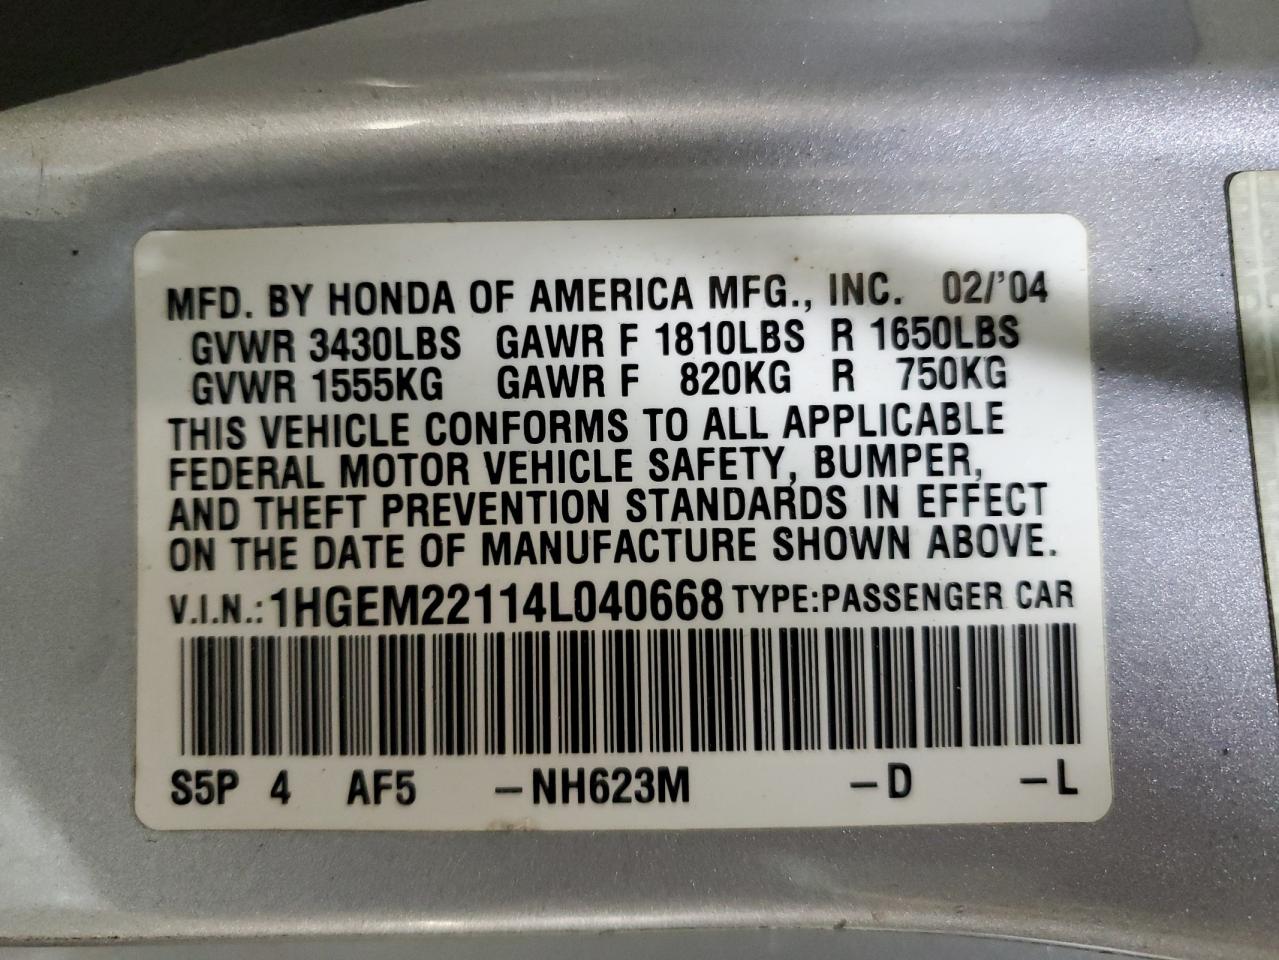 MFD. BY HONDA OF AMERICA MFG., INC. 02/'04
GVWR 3430LBS GAWR F 1810LBS R 1650LBS
GVWR 1555KG GAWR F 820KG R 750KG
THIS VEHICLE CONFORMS TO ALL APPLICABLE
FEDERAL MOTOR VEHICLE SAFETY, BUMPER,
AND THEFT PREVENTION STANDARDS IN EFFECT
ON THE DATE OF MANUFACTURE SHOWN ABOVE.
V.I.N.: 1HGEM22114L040668 TYPE:PASSENGER CAR
S5P 4 AF5 –NH623M –D –L